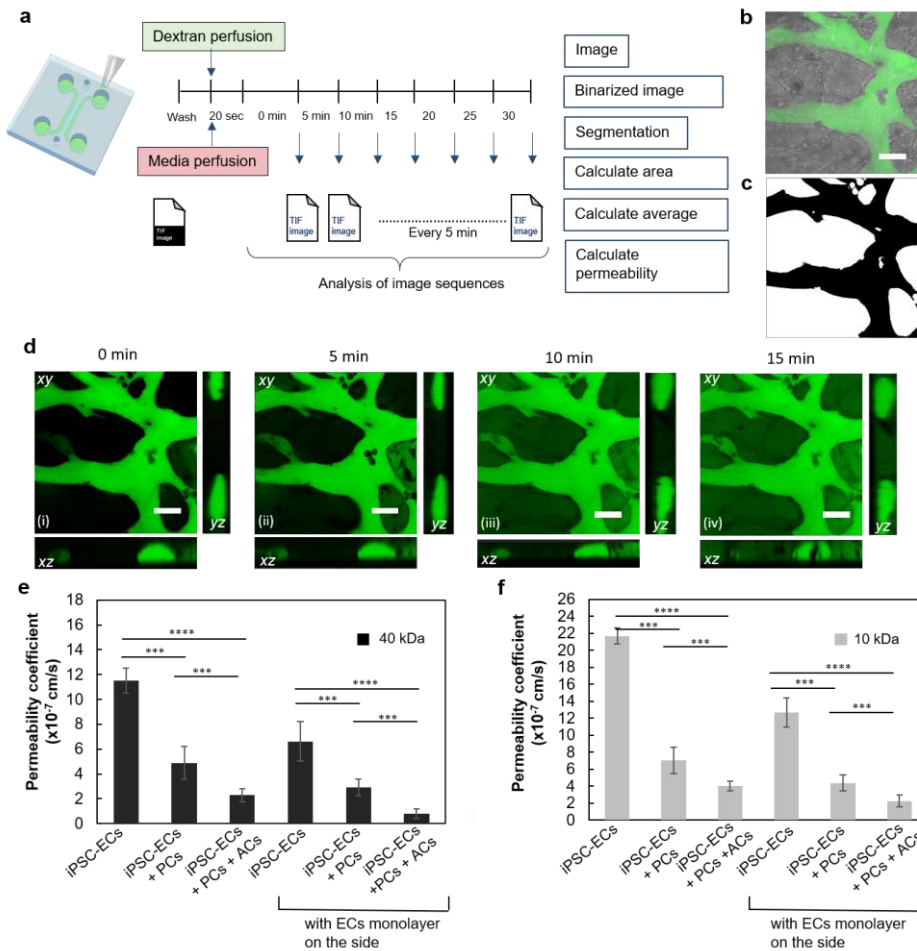 a
Dextran perfusion
Wash
20 sec
0 min
5 min
10 min
15
20
25
30
Media perfusion
TIF
image
TIF
image
TIF
image
Every 5 min
TIF
image
Analysis of image sequences
Image
Binarized image
Segmentation
Calculate area
Calculate average
Calculate
permeability
b
c
d
0 min
5 min
10 min
15 min
xy
(i)
yz
xz
xy
(ii)
yz
xz
xy
(iii)
yz
xz
xy
(iv)
yz
xz
e
Permeability coefficient
(x10-7 cm/s)
18
16
14
12
10
8
6
4
2
0
40 kDa
****
***
***
****
***
***
iPSC-ECs
iPSC-ECs
+ PCs
iPSC-ECs
+ PCs + ACs
iPSC-ECs
iPSC-ECs
+ PCs
iPSC-ECs
+PCs + ACs
with ECs monolayer
on the side
f
Permeability coefficient
(x10-7 cm/s)
26
24
22
20
18
16
14
12
10
8
6
4
2
0
10 kDa
****
***
***
****
***
***
iPSC-ECs
iPSC-ECs
+ PCs
iPSC-ECs
+ PCs +ACs
iPSC-ECs
iPSC-ECs
+ PCs
iPSC-ECs
+ PCs + ACs
with ECs monolayer
on the side